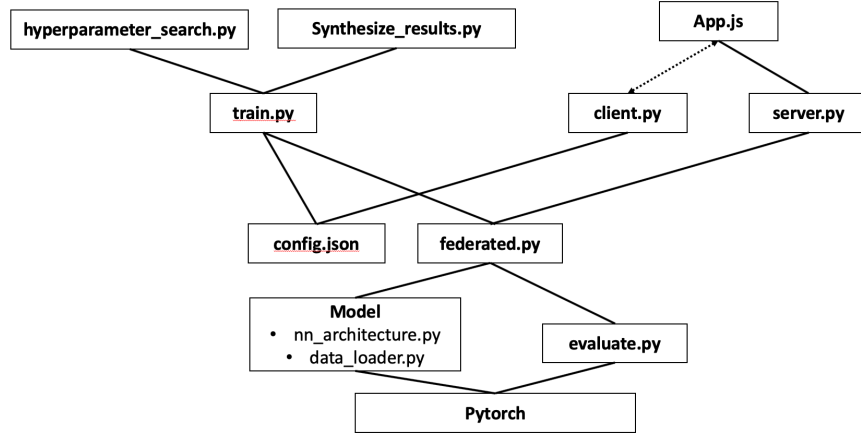 hyperparameter_search.py
Synthesize_results.py
App.js
train.py
client.py
server.py
config.json
federated.py
Model
• nn_architecture.py
• data_loader.py
evaluate.py
Pytorch